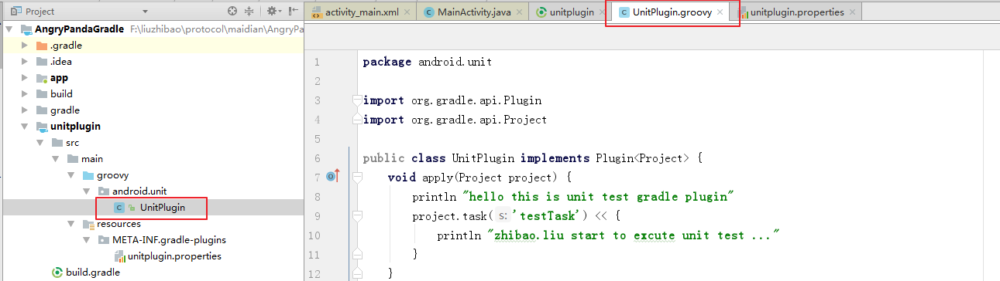 Project
AngryPandaGradle F:\liuzhibao\protocol\maidian\AngryPa
.gradle
.idea
app
build
gradle
unitplugin
src
main
groovy
android.unit
UnitPlugin
resources
META-INF.gradle-plugins
unitplugin.properties
build.gradle
activity_main.xml
MainActivity.java
unitplugin
UnitPlugin.groovy
unitplugin.properties
1 package android.unit
2
3 import org.gradle.api.Plugin
4 import org.gradle.api.Project
5
6 public class UnitPlugin implements Plugin<Project> {
7 void apply(Project project) {
8 println "hello this is unit test gradle plugin"
9 project.task( s: 'testTask') << {
10 println "zhibao.liu start to excute unit test ..."
11 }
12 }